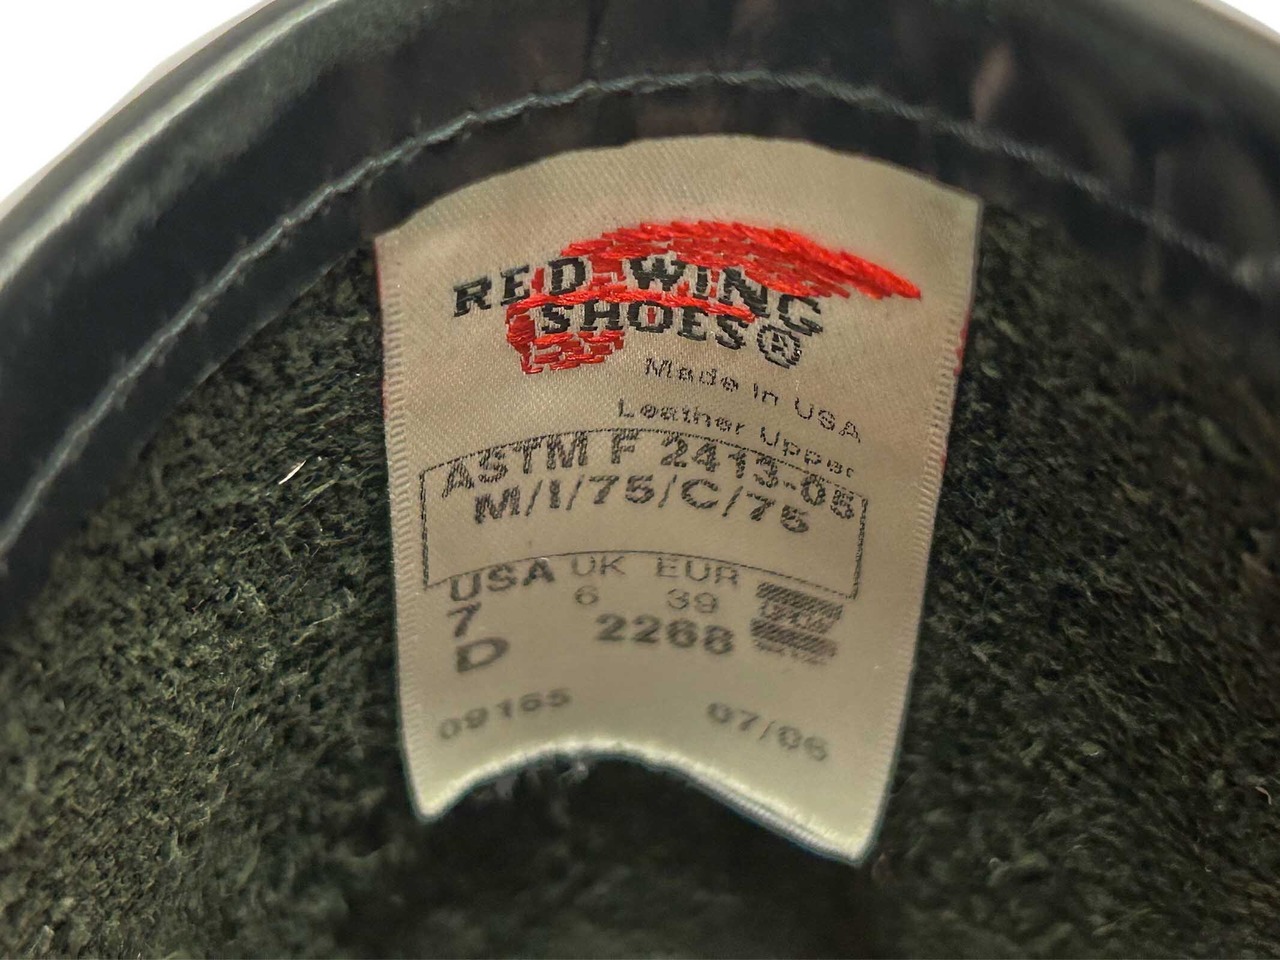 RED WING
SHOES®
Made in USA
Leather Upper
ASTM F 2413-05
M/I/75/C/75
USA UK EUR
7 6 39
D 2268
09165 07/06